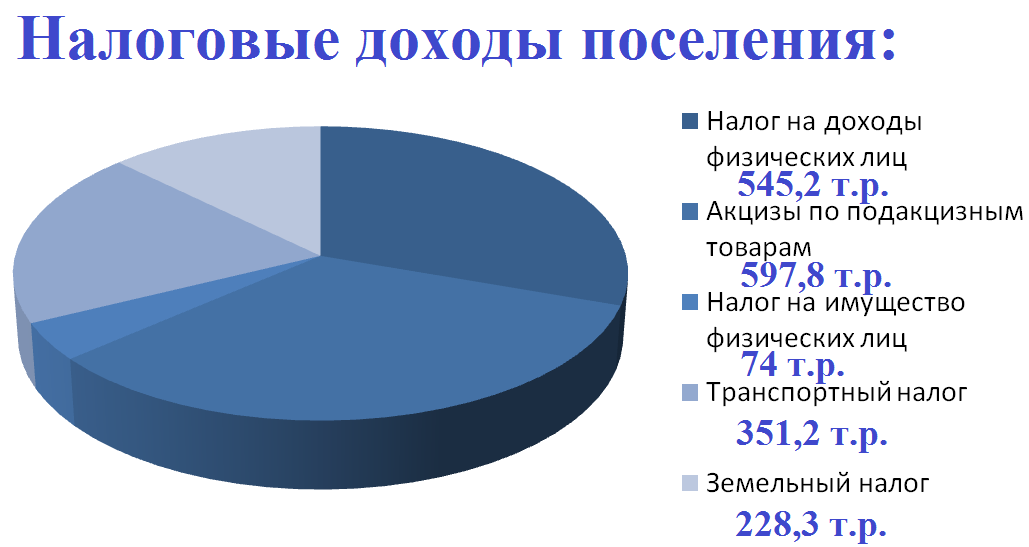 Налоговые доходы поселения:
Налог на доходы
физических лиц
545,2 т.р.
Акцизы по подакцизным
товарам
597,8 т.р.
Налог на имущество
физических лиц
74 т.р.
Транспортный налог
351,2 т.р.
Земельный налог
228,3 т.р.